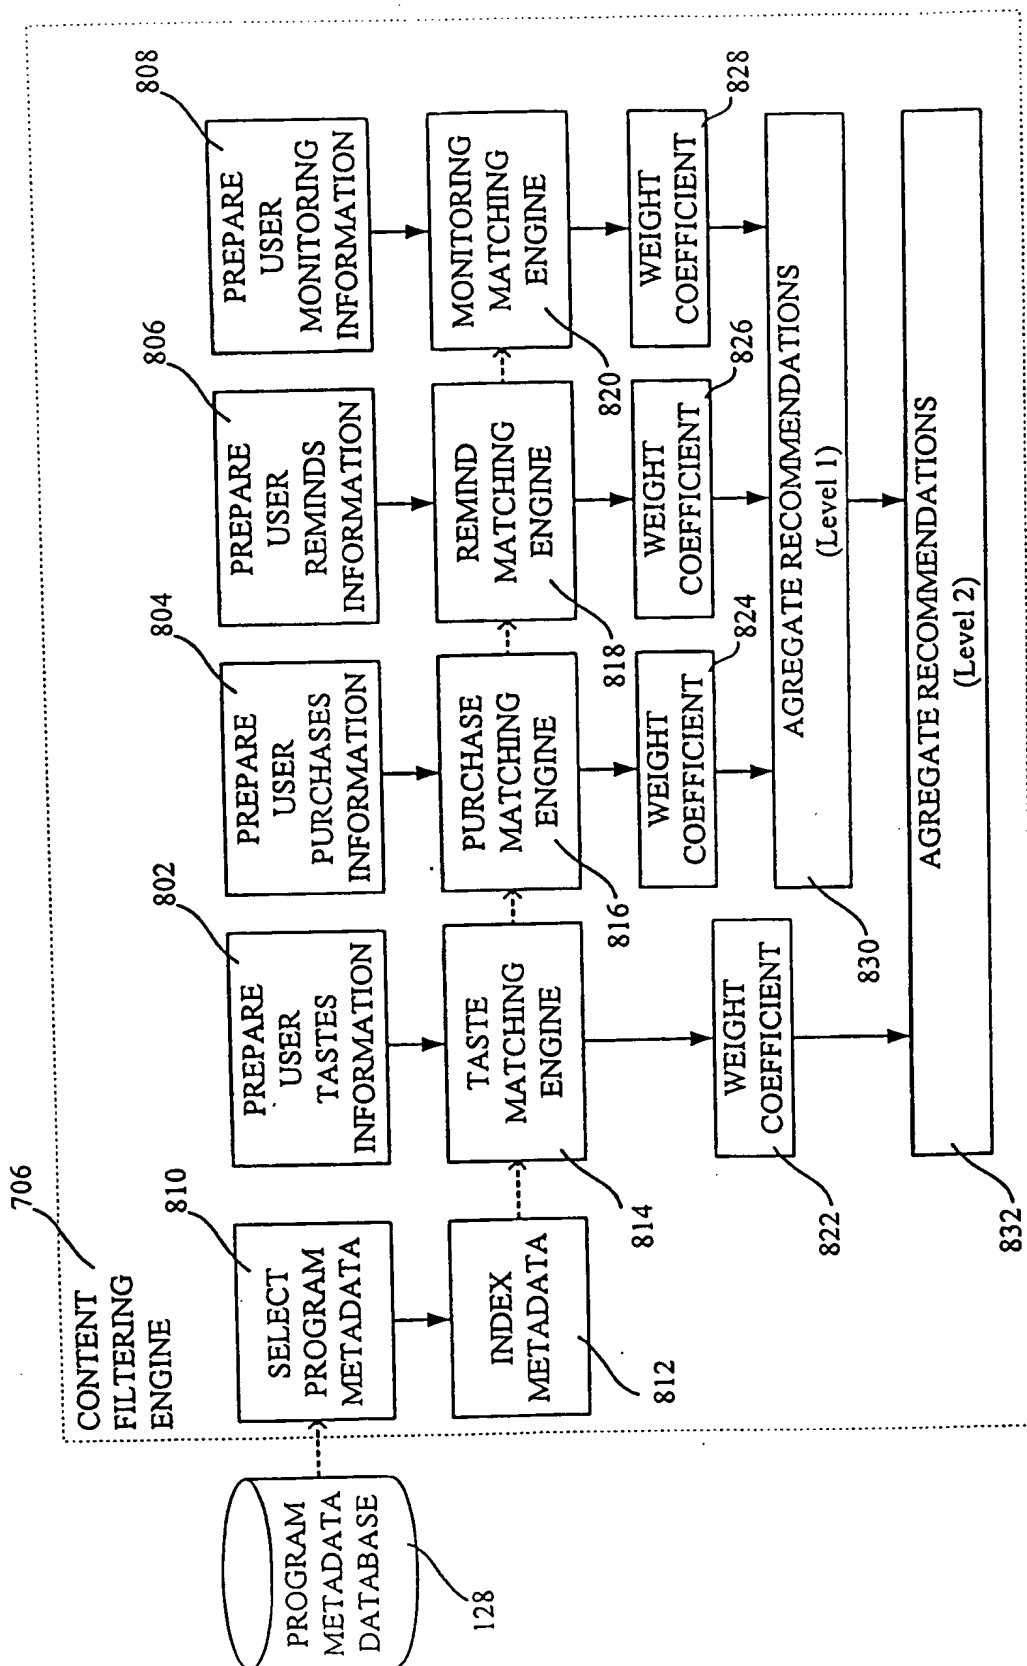 CONTENT
FILTERING
ENGINE
706
PROGRAM
METADATA
DATABASE
128
810
SELECT
PROGRAM
METADATA
INDEX
METADATA
812
802
PREPARE
USER
TASTES
INFORMATION
TASTE
MATCHING
ENGINE
814
WEIGHT
COEFFICIENT
822
804
PREPARE
USER
PURCHASES
INFORMATION
PURCHASE
MATCHING
ENGINE
816
WEIGHT
COEFFICIENT
824
806
PREPARE
USER
REMINDS
INFORMATION
REMIND
MATCHING
ENGINE
818
WEIGHT
COEFFICIENT
826
808
PREPARE
USER
MONITORING
INFORMATION
MONITORING
MATCHING
ENGINE
820
WEIGHT
COEFFICIENT
828
AGREGATE RECOMMENDATIONS
(Level 1)
830
AGREGATE RECOMMENDATIONS
(Level 2)
832